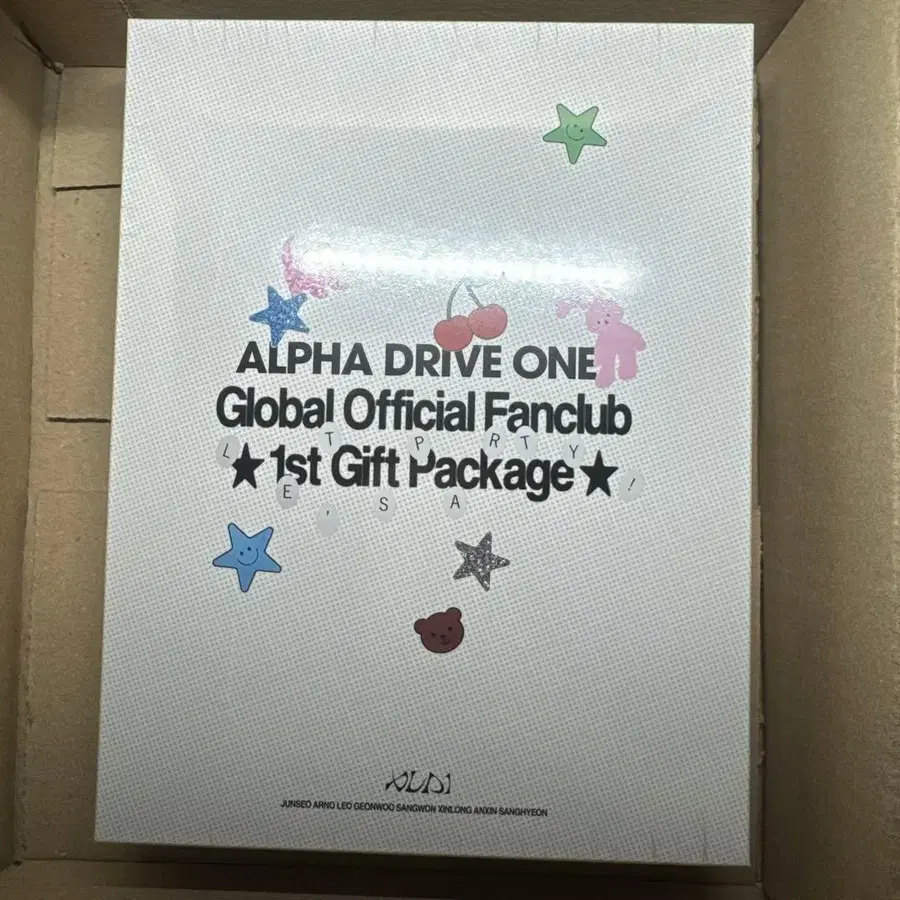 ALPHA DRIVE ONE
Global Official Fanclub
LET'S PARTY!
★1st Gift Package★
ALD1
JUNSEO ARNO LEO GEONWOO SANGWON XINLONG ANXIN SANGHYEON